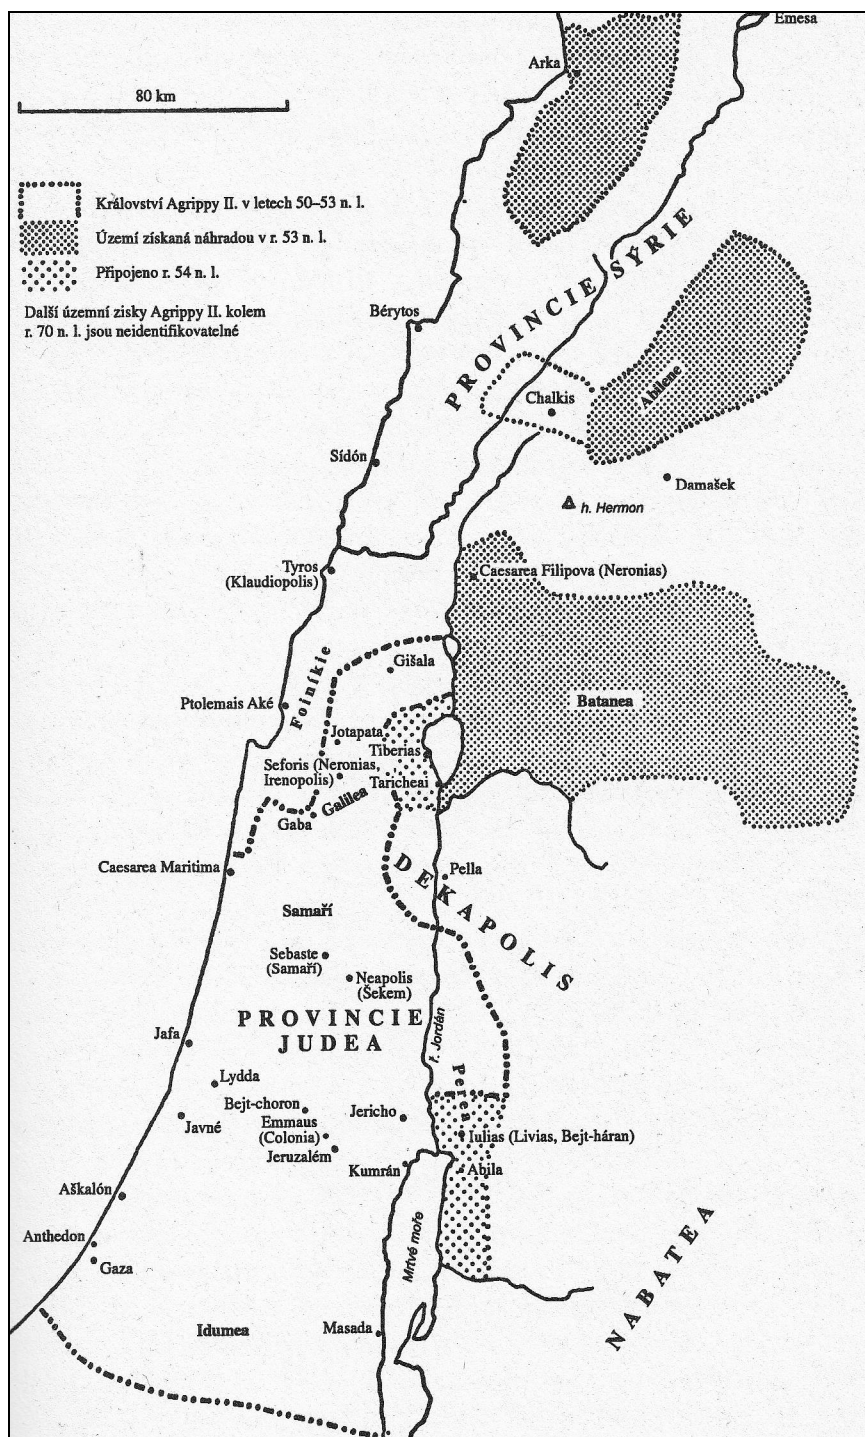 Emesa
Arka
80 km
Království Agrippy II. v letech 50–53 n. l.
Území získaná náhradou v r. 53 n. l.
Připojeno r. 54 n. l.
Další územní zisky Agrippy II. kolem
r. 70 n. l. jsou neidentifikovatelné
PROVINCIE SÝRIE
Bérytos
Chalkis
Abilene
Sídón
Damašek
h. Hermon
Tyros
(Klaudiopolis)
Caesarea Filipova (Neronias)
Foiníkie
Gišala
Ptolemais Aké
Batanea
Jotapata
Tiberias
Seforis (Neronias,
Irenopolis)
Taricheai
Galilea
Gaba
Caesarea Maritima
Pella
DEKAPOLIS
Samaří
Sebaste
(Samaří)
Neapolis
(Šekem)
PROVINCIE
JUDEA
ř. Jordán
Jafa
Lydda
Perea
Bejt-choron
Jericho
Javné
Emmaus
(Colonia)
Iulias (Livias, Bejt-háran)
Jeruzalém
Kumrán
Abila
Aškalón
Mrtvé moře
NABATEA
Anthedon
Gaza
Idumea
Masada